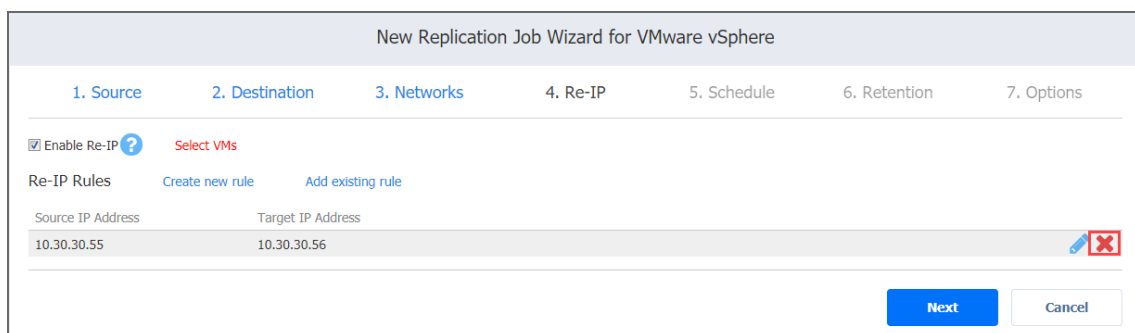 New Replication Job Wizard for VMware vSphere
1. Source 2. Destination 3. Networks 4. Re-IP 5. Schedule 6. Retention 7. Options
Enable Re-IP ? Select VMs
Re-IP Rules Create new rule Add existing rule
Source IP Address Target IP Address
10.30.30.55 10.30.30.56
Next Cancel